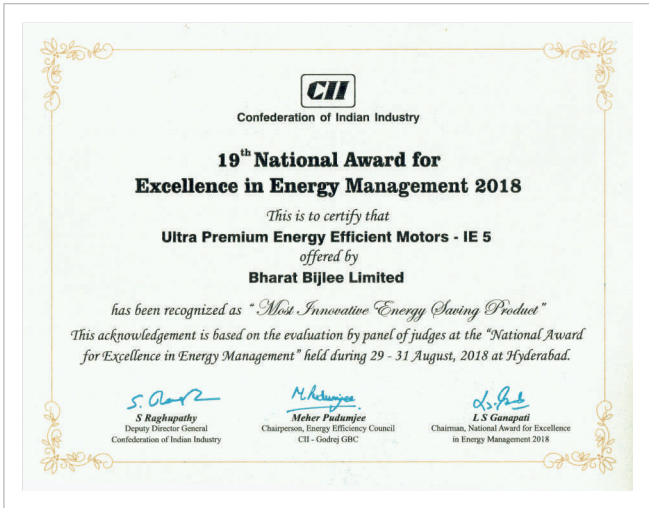 CII
Confederation of Indian Industry
19th National Award for
Excellence in Energy Management 2018
This is to certify that
Ultra Premium Energy Efficient Motors - IE 5
offered by
Bharat Bijlee Limited
has been recognized as “Most Innovative Energy Saving Product”
This acknowledgement is based on the evaluation by panel of judges at the “National Award
for Excellence in Energy Management” held during 29 - 31 August, 2018 at Hyderabad.
S Raghupathy
Deputy Director General
Confederation of Indian Industry
Meher Pudumjee
Chairperson, Energy Efficiency Council
CII - Godrej GBC
L S Ganapati
Chairman, National Award for Excellence
in Energy Management 2018